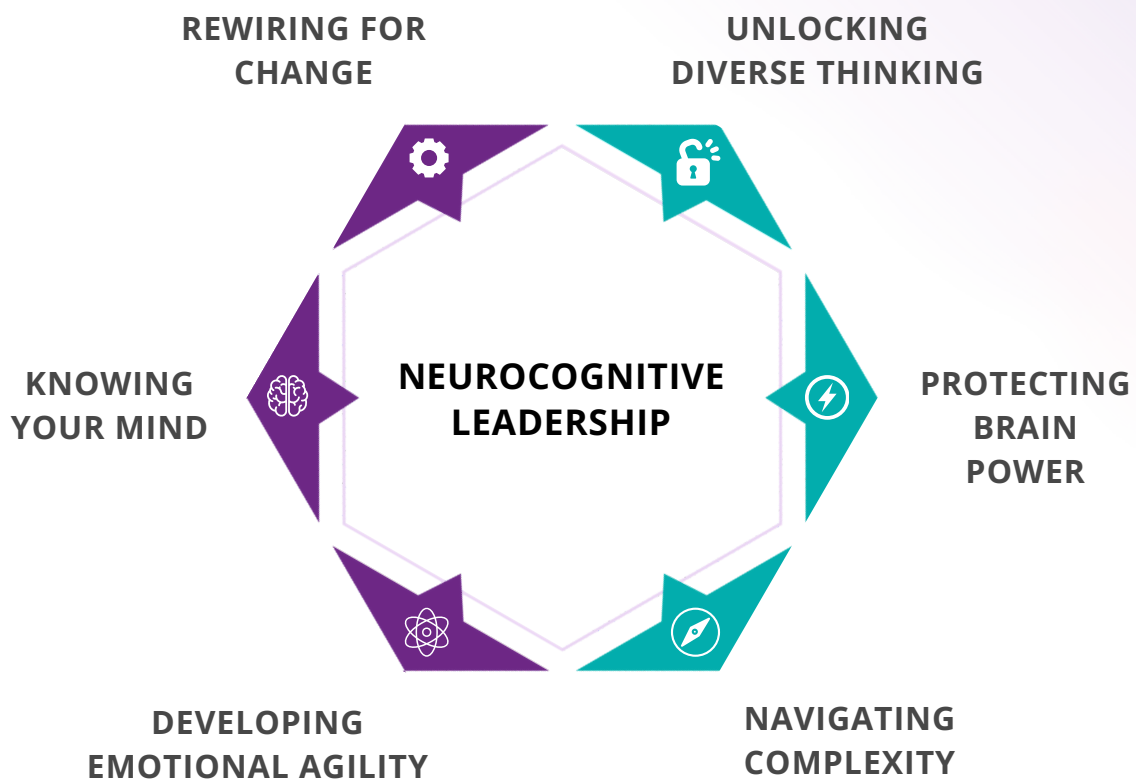 REWIRING FOR
CHANGE
UNLOCKING
DIVERSE THINKING
KNOWING
YOUR MIND
NEUROCOGNITIVE
LEADERSHIP
PROTECTING
BRAIN
POWER
DEVELOPING
EMOTIONAL AGILITY
NAVIGATING
COMPLEXITY